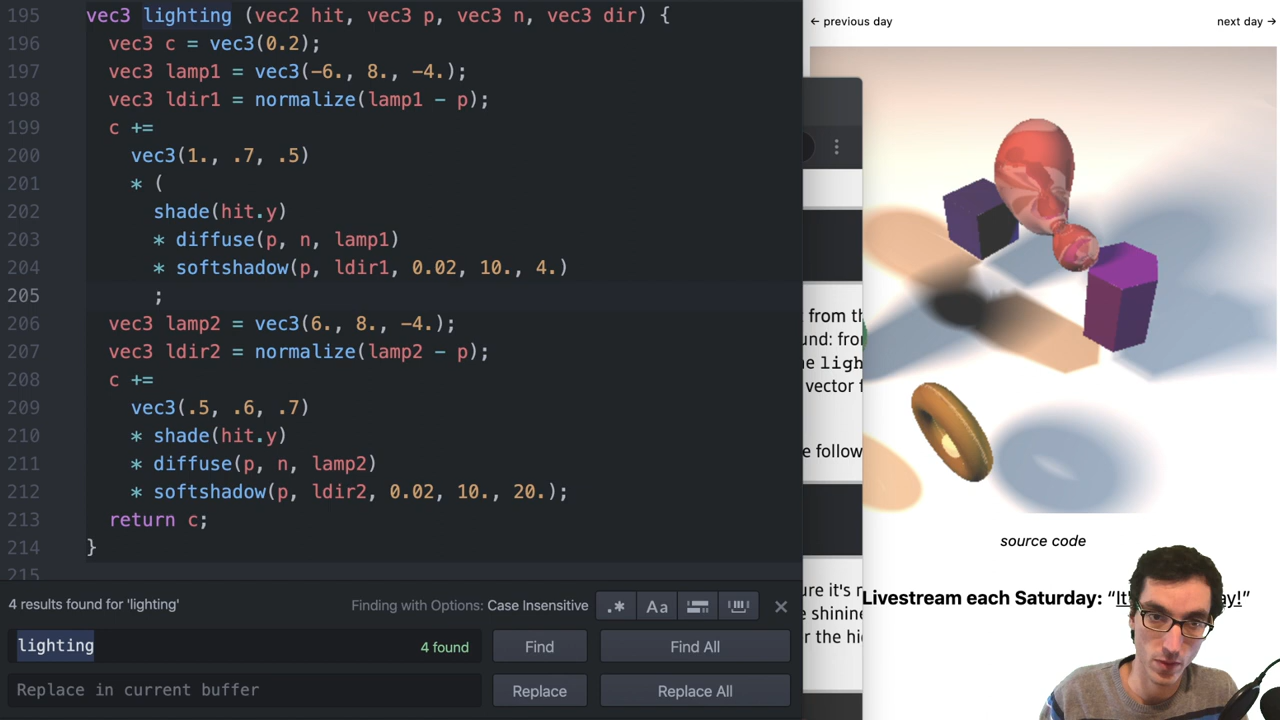 195 vec3 lighting (vec2 hit, vec3 p, vec3 n, vec3 dir) {
196 vec3 c = vec3(0.2);
197 vec3 lamp1 = vec3(-6., 8., -4.);
198 vec3 ldir1 = normalize(lamp1 - p);
199 c +=
200 vec3(1., .7, .5)
201 * (
202 shade(hit.y)
203 * diffuse(p, n, lamp1)
204 * softshadow(p, ldir1, 0.02, 10., 4.)
205 ;
206 vec3 lamp2 = vec3(6., 8., -4.);
207 vec3 ldir2 = normalize(lamp2 - p);
208 c +=
209 vec3(.5, .6, .7)
210 * shade(hit.y)
211 * diffuse(p, n, lamp2)
212 * softshadow(p, ldir2, 0.02, 10., 20.);
213 return c;
214 }
215
4 results found for 'lighting'
Finding with Options: Case Insensitive
.* Aa
lighting
4 found
Find
Find All
Replace in current buffer
Replace
Replace All
← previous day
next day →
from
ligh
vector
follow
ure it's
shinine
source code
Livestream each Saturday: “It' y!”